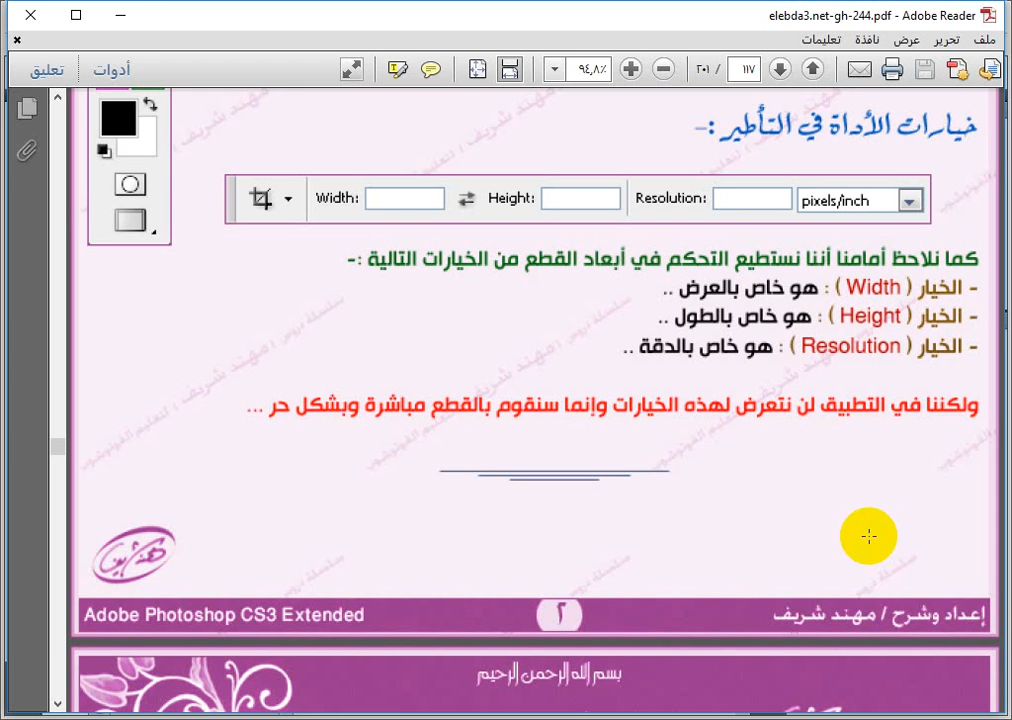 elebda3.net-gh-244.pdf - Adobe Reader
ملف تحرير عرض نافذة تعليمات
١١٧ / ٢٠١ ٩٤,٨٪ أدوات تعليق
خيارات الأداة في التأطير :-
Width: Height: Resolution: pixels/inch
كما نلاحظ أمامنا أننا نستطيع التحكم في أبعاد القطع من الخيارات التالية :-
- الخيار ( Width ) : هو خاص بالعرض ..
- الخيار ( Height ) : هو خاص بالطول ..
- الخيار ( Resolution ) : هو خاص بالدقة ..
ولكننا في التطبيق لن نتعرض لهذه الخيارات وإنما سنقوم بالقطع مباشرة وبشكل حر ...
إعداد وشرح / مهند شريف ٢ Adobe Photoshop CS3 Extended
بسم الله الرحمن الرحيم